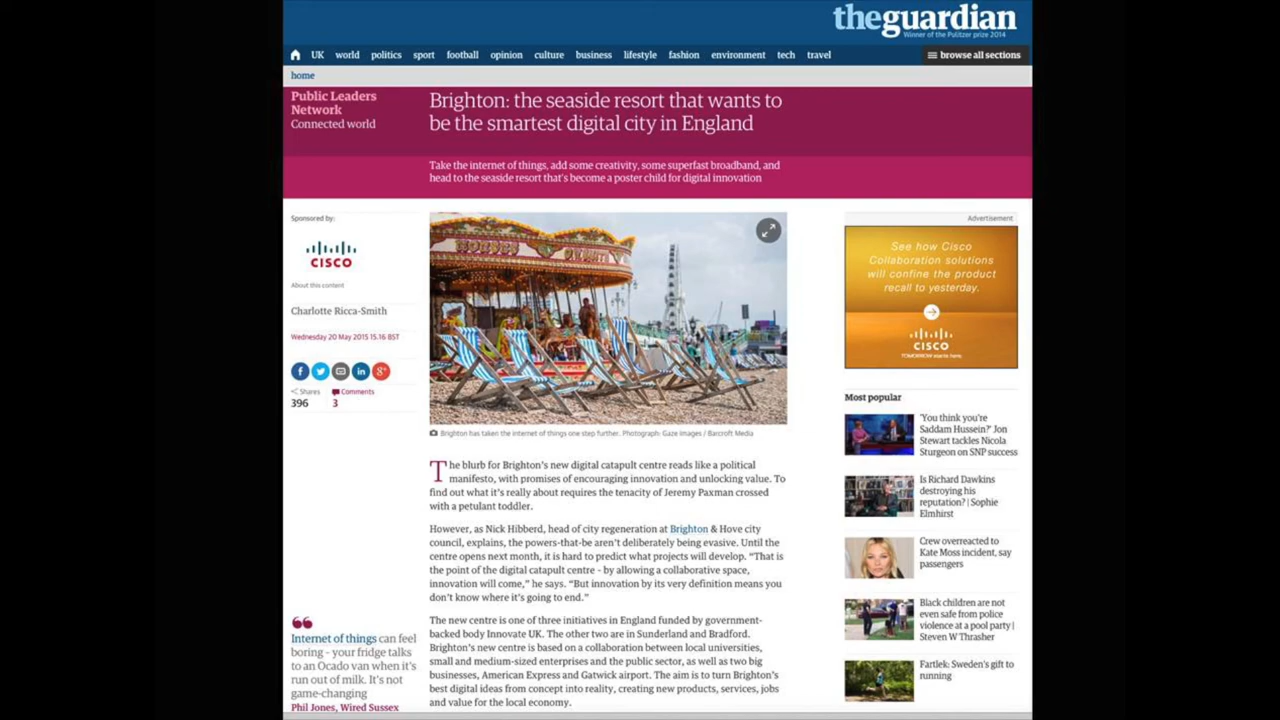 theguardian
Winner of the Pulitzer prize 2014
UK world politics sport football opinion culture business lifestyle fashion environment tech travel browse all sections
home
Public Leaders
Network
Connected world
Brighton: the seaside resort that wants to
be the smartest digital city in England
Take the internet of things, add some creativity, some superfast broadband, and
head to the seaside resort that's become a poster child for digital innovation
Sponsored by:
CISCO
About this content
Charlotte Ricca-Smith
Wednesday 20 May 2015 15.16 BST
Shares
396
Comments
3
Internet of things can feel
boring – your fridge talks
to an Ocado van when it's
run out of milk. It's not
game-changing
Phil Jones, Wired Sussex
Brighton has taken the internet of things one step further. Photograph: Gaze Images / Barcroft Media
The blurb for Brighton's new digital catapult centre reads like a political
manifesto, with promises of encouraging innovation and unlocking value. To
find out what it's really about requires the tenacity of Jeremy Paxman crossed
with a petulant toddler.
However, as Nick Hibberd, head of city regeneration at Brighton & Hove city
council, explains, the powers-that-be aren't deliberately being evasive. Until the
centre opens next month, it is hard to predict what projects will develop. “That is
the point of the digital catapult centre – by allowing a collaborative space,
innovation will come,” he says. “But innovation by its very definition means you
don't know where it's going to end.”
The new centre is one of three initiatives in England funded by government-
backed body Innovate UK. The other two are in Sunderland and Bradford.
Brighton's new centre is based on a collaboration between local universities,
small and medium-sized enterprises and the public sector, as well as two big
businesses, American Express and Gatwick airport. The aim is to turn Brighton's
best digital ideas from concept into reality, creating new products, services, jobs
and value for the local economy.
Advertisement
See how Cisco
Collaboration solutions
will confine the product
recall to yesterday.
CISCO
TOMORROW starts here.
Most popular
'You think you're
Saddam Hussein?' Jon
Stewart tackles Nicola
Sturgeon on SNP success
Is Richard Dawkins
destroying his
reputation? | Sophie
Elmhirst
Crew overreacted to
Kate Moss incident, say
passengers
Black children are not
even safe from police
violence at a pool party |
Steven W Thrasher
Fartlek: Sweden's gift to
running